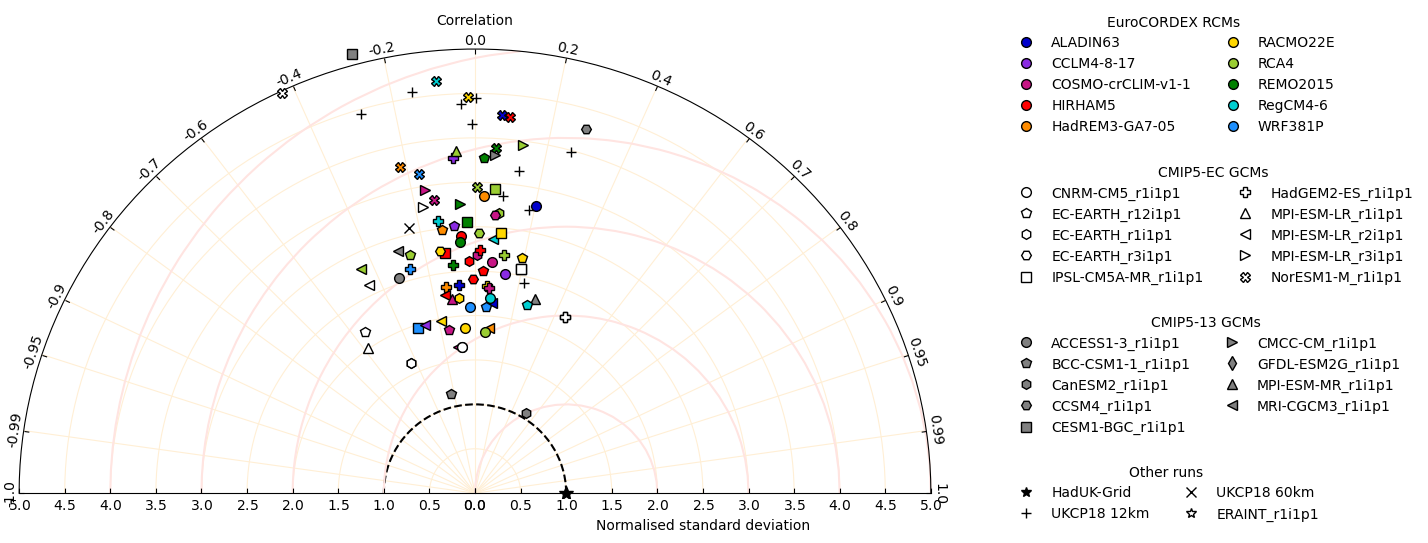 Correlation
0.0
-0.2
0.2
-0.4
0.4
-0.6
0.6
-0.7
0.7
-0.8
0.8
-0.9
0.9
-0.95
0.95
-0.99
0.99
-1.0
1.0
5.0 4.5 4.0 3.5 3.0 2.5 2.0 1.5 1.0 0.5 0.0 0.5 1.0 1.5 2.0 2.5 3.0 3.5 4.0 4.5 5.0
Normalised standard deviation
EuroCORDEX RCMs
ALADIN63 RACMO22E
CCLM4-8-17 RCA4
COSMO-crCLIM-v1-1 REMO2015
HIRHAM5 RegCM4-6
HadREM3-GA7-05 WRF381P
CMIP5-EC GCMs
CNRM-CM5_r1i1p1 HadGEM2-ES_r1i1p1
EC-EARTH_r12i1p1 MPI-ESM-LR_r1i1p1
EC-EARTH_r1i1p1 MPI-ESM-LR_r2i1p1
EC-EARTH_r3i1p1 MPI-ESM-LR_r3i1p1
IPSL-CM5A-MR_r1i1p1 NorESM1-M_r1i1p1
CMIP5-13 GCMs
ACCESS1-3_r1i1p1 CMCC-CM_r1i1p1
BCC-CSM1-1_r1i1p1 GFDL-ESM2G_r1i1p1
CanESM2_r1i1p1 MPI-ESM-MR_r1i1p1
CCSM4_r1i1p1 MRI-CGCM3_r1i1p1
CESM1-BGC_r1i1p1
Other runs
HadUK-Grid UKCP18 60km
UKCP18 12km ERAINT_r1i1p1